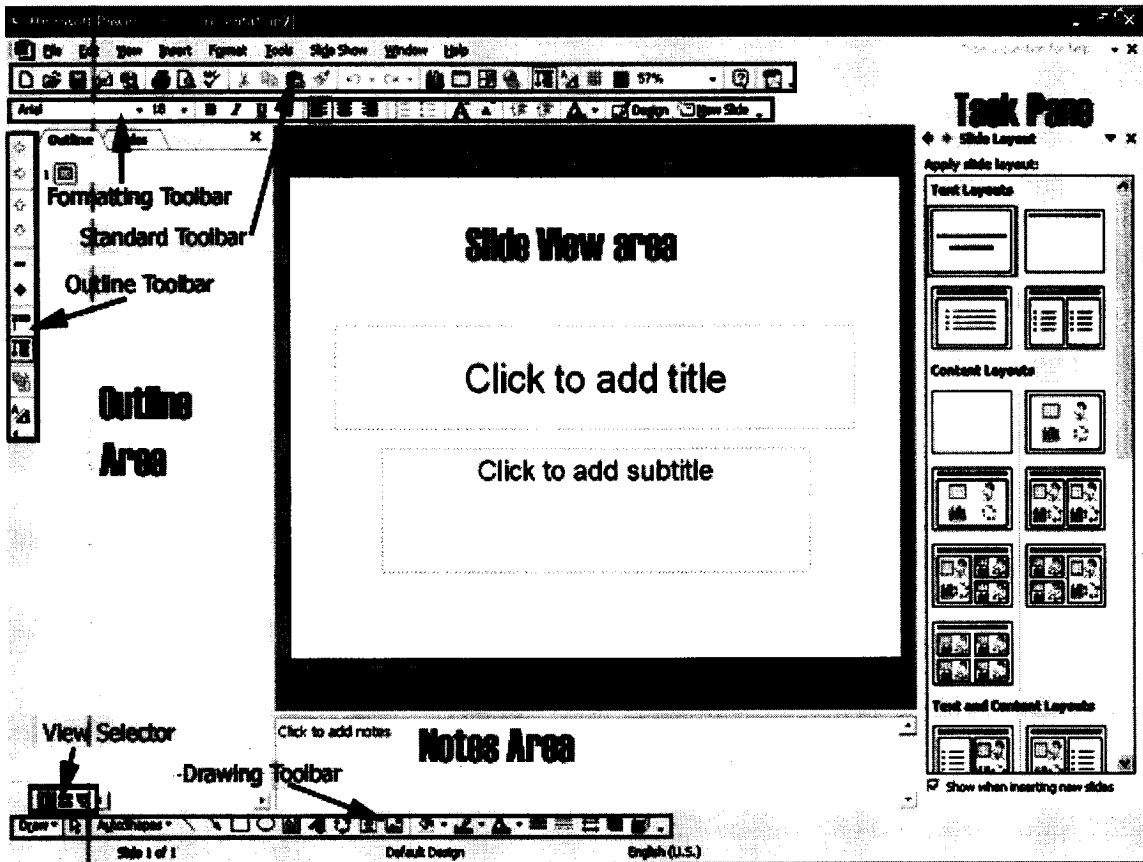 Microsoft
File Edit View Insert Format Tools Slide Show Window Help
57%
Arial 18 B I U Design New Slide
Task Pane
Outline
Slide Layout
Apply slide layout:
Text Layouts
1
Formatting Toolbar
Standard Toolbar
Outline Toolbar
Slide View area
Click to add title
Content Layouts
Outline
Area
Click to add subtitle
Text and Content Layouts
View Selector
Click to add notes
Notes Area
Drawing Toolbar
Show when inserting new slides
Draw AutoShapes
Slide 1 of 1 Default Design English (U.S.)